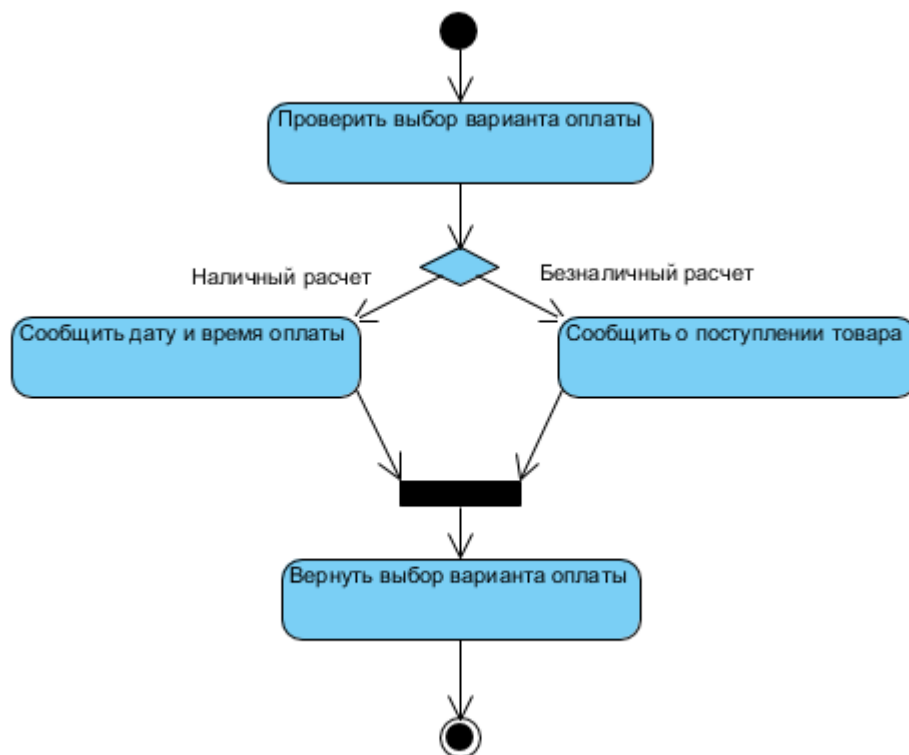 Проверить выбор варианта оплаты
Наличный расчет
Безналичный расчет
Сообщить дату и время оплаты
Сообщить о поступлении товара
Вернуть выбор варианта оплаты